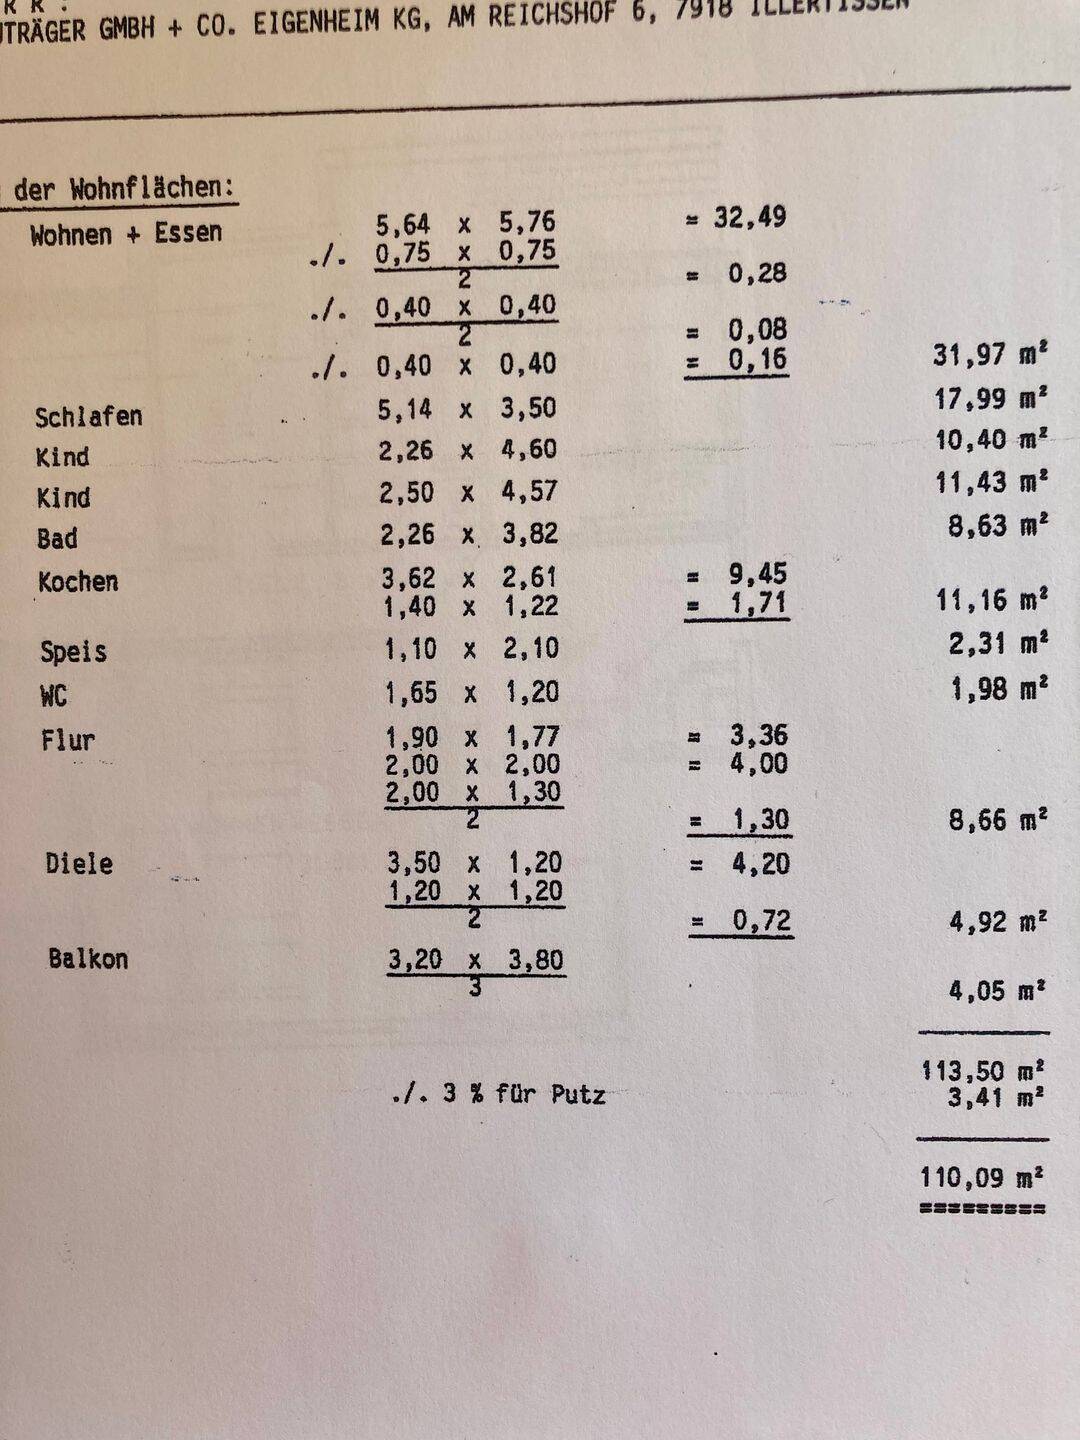 GMBH + CO. EIGENHEIM KG, AM REICHSHOF 6, 7918 ILLERTISSEN
der Wohnflächen:
Wohnen + Essen 5,64 x 5,76 = 32,49
./. 0,75 x 0,75
2 = 0,28
./. 0,40 x 0,40
2 = 0,08
./. 0,40 x 0,40 = 0,16 31,97 m²
Schlafen 5,14 x 3,50 17,99 m²
Kind 2,26 x 4,60 10,40 m²
Kind 2,50 x 4,57 11,43 m²
Bad 2,26 x 3,82 8,63 m²
Kochen 3,62 x 2,61 = 9,45
1,40 x 1,22 = 1,71 11,16 m²
Speis 1,10 x 2,10 2,31 m²
WC 1,65 x 1,20 1,98 m²
Flur 1,90 x 1,77 = 3,36
2,00 x 2,00 = 4,00
2,00 x 1,30
2 = 1,30 8,66 m²
Diele 3,50 x 1,20 = 4,20
1,20 x 1,20
2 = 0,72 4,92 m²
Balkon 3,20 x 3,80
3 4,05 m²
113,50 m²
./. 3 % für Putz 3,41 m²
110,09 m²
=========